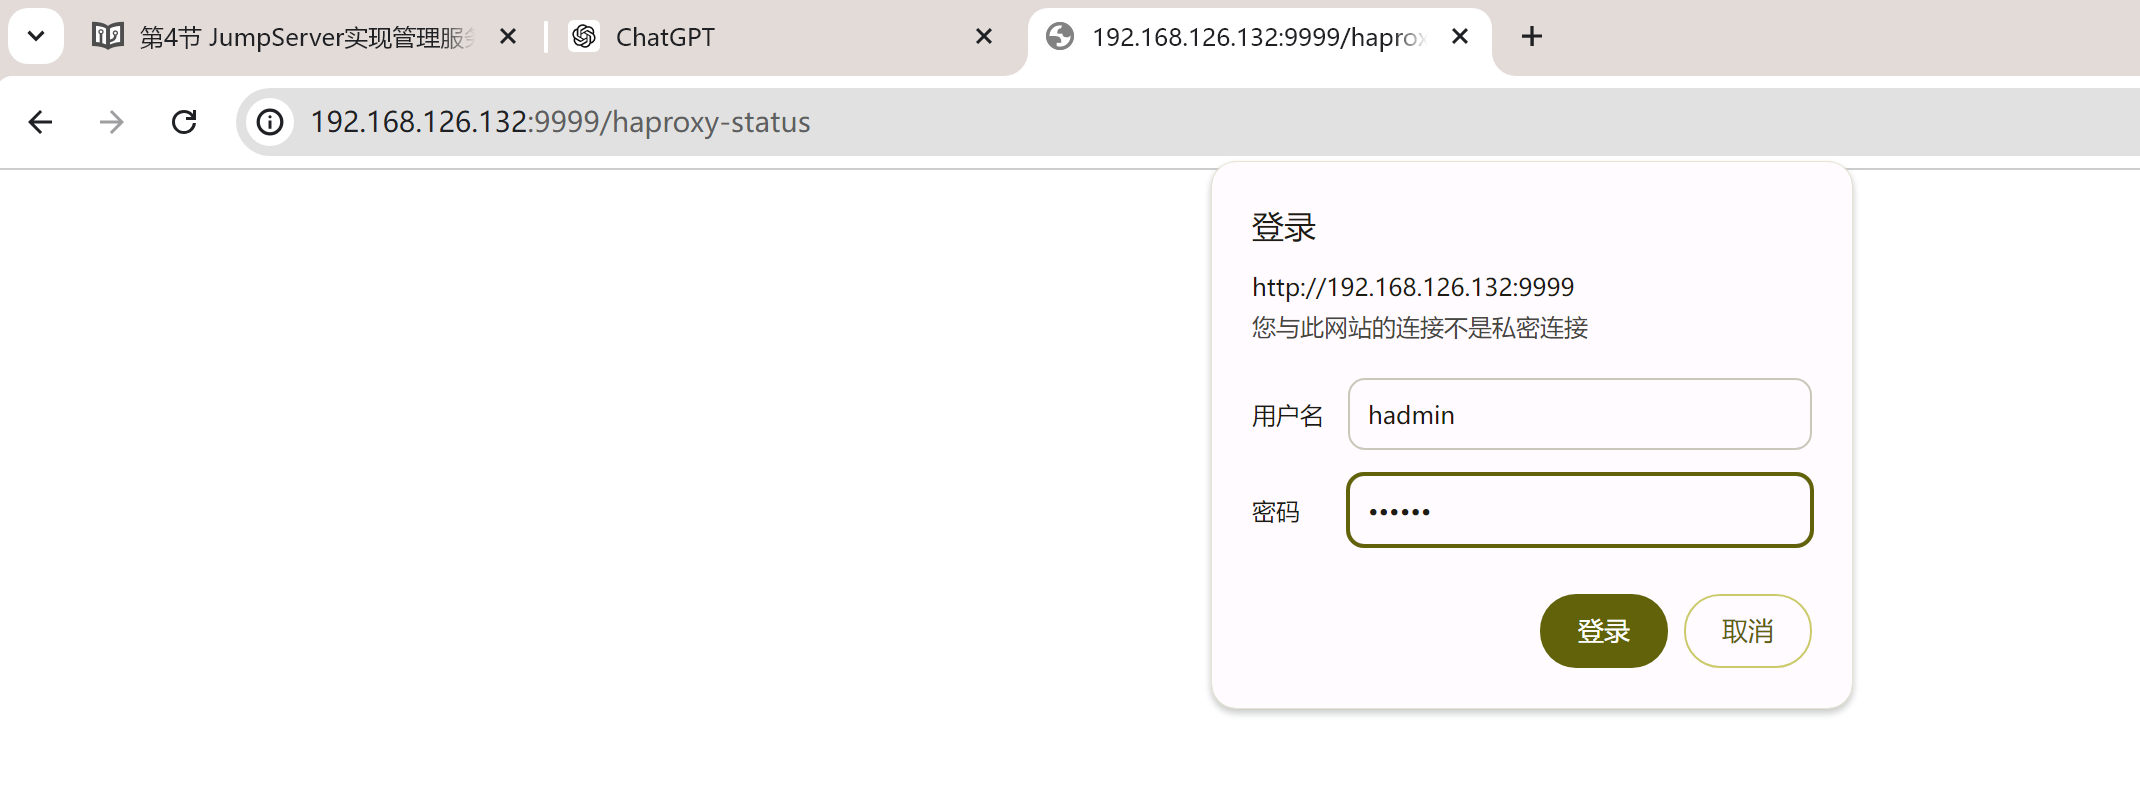 第4节 JumpServer实现管理服务
ChatGPT
192.168.126.132:9999/haprox
192.168.126.132:9999/haproxy-status
登录
http://192.168.126.132:9999
您与此网站的连接不是私密连接
用户名 hadmin
密码 ••••••
登录 取消